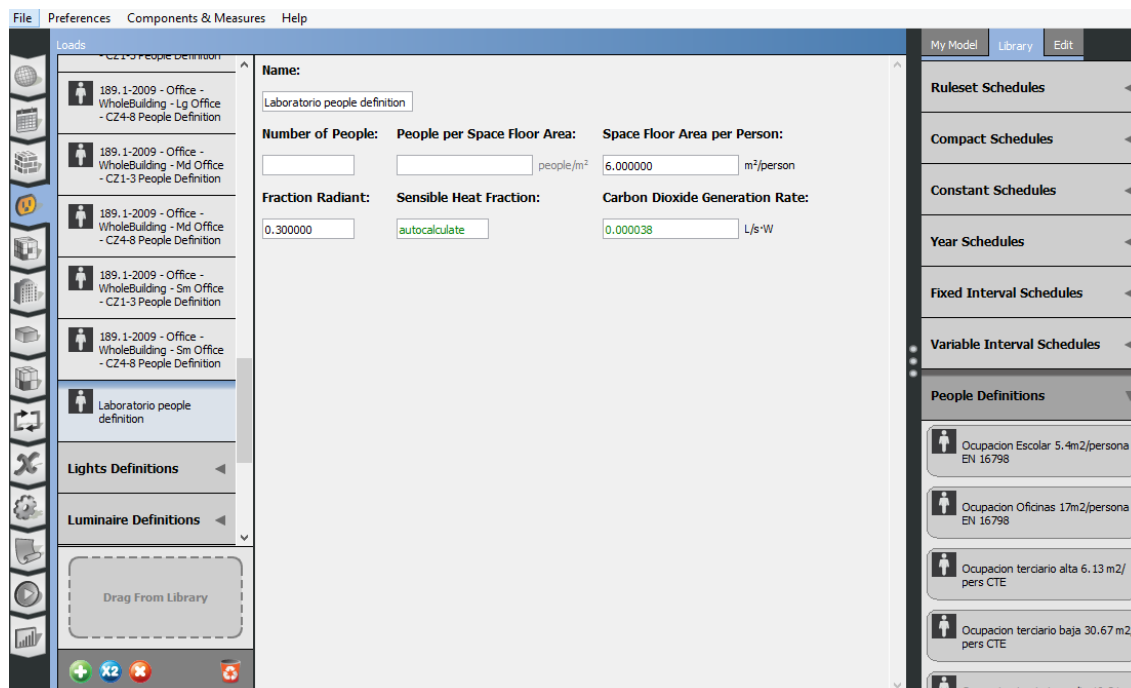 File Preferences Components & Measures Help
Loads
My Model Library Edit
- CZ1-3 People Definition
189.1-2009 - Office -
WholeBuilding - Lg Office
- CZ4-8 People Definition
189.1-2009 - Office -
WholeBuilding - Md Office
- CZ1-3 People Definition
189.1-2009 - Office -
WholeBuilding - Md Office
- CZ4-8 People Definition
189.1-2009 - Office -
WholeBuilding - Sm Office
- CZ1-3 People Definition
189.1-2009 - Office -
WholeBuilding - Sm Office
- CZ4-8 People Definition
Laboratorio people
definition
Lights Definitions
Luminaire Definitions
Drag From Library
X2
Name:
Laboratorio people definition
Number of People: People per Space Floor Area: Space Floor Area per Person:
people/m² 6.000000 m²/person
Fraction Radiant: Sensible Heat Fraction: Carbon Dioxide Generation Rate:
0.300000 autocalculate 0.000038 L/s·W
Ruleset Schedules
Compact Schedules
Constant Schedules
Year Schedules
Fixed Interval Schedules
Variable Interval Schedules
People Definitions
Ocupacion Escolar 5.4m2/persona
EN 16798
Ocupacion Oficinas 17m2/persona
EN 16798
Ocupacion terciario alta 6.13 m2/
pers CTE
Ocupacion terciario baja 30.67 m2
pers CTE